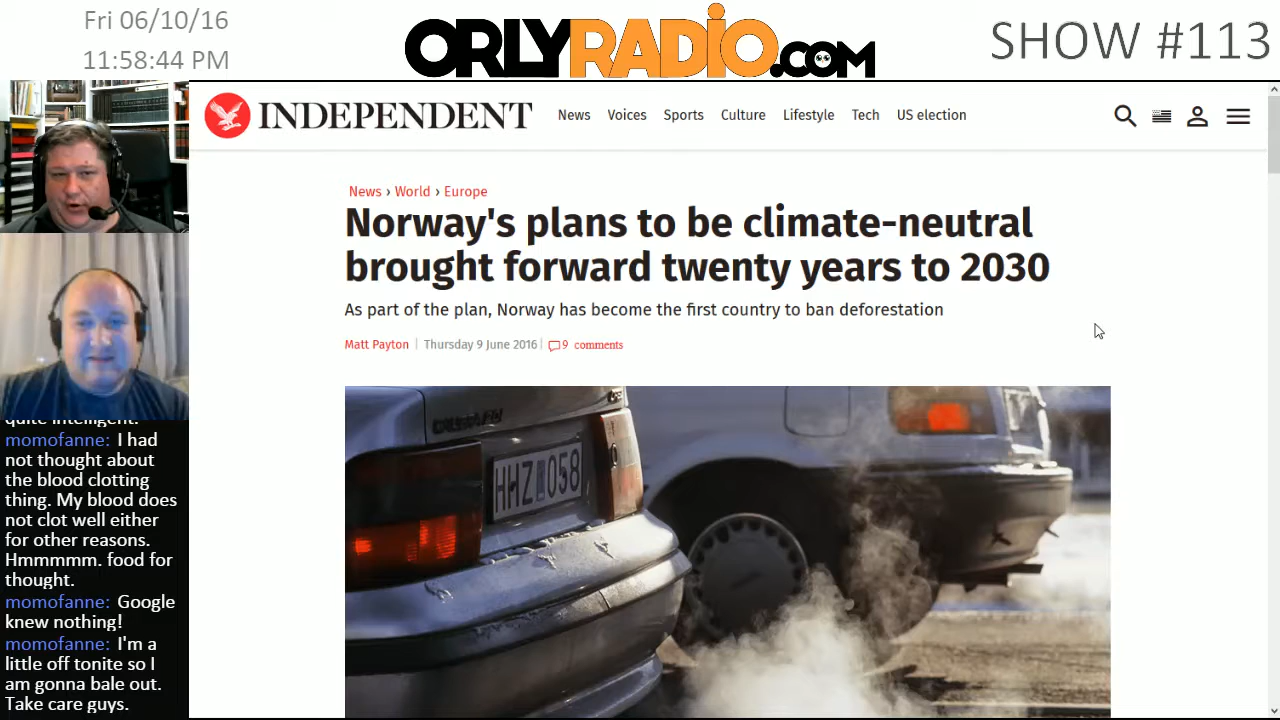 Fri 06/10/16
11:58:44 PM
ORLYRADiO.COM
SHOW #113
INDEPENDENT
News Voices Sports Culture Lifestyle Tech US election
News › World › Europe
Norway's plans to be climate-neutral
brought forward twenty years to 2030
As part of the plan, Norway has become the first country to ban deforestation
Matt Payton | Thursday 9 June 2016 | 9 comments
HHZ 058
quite intelligent.
momofanne: I had
not thought about
the blood clotting
thing. My blood does
not clot well either
for other reasons.
Hmmmmm. food for
thought.
momofanne: Google
knew nothing!
momofanne: I'm a
little off tonite so I
am gonna bale out.
Take care guys.